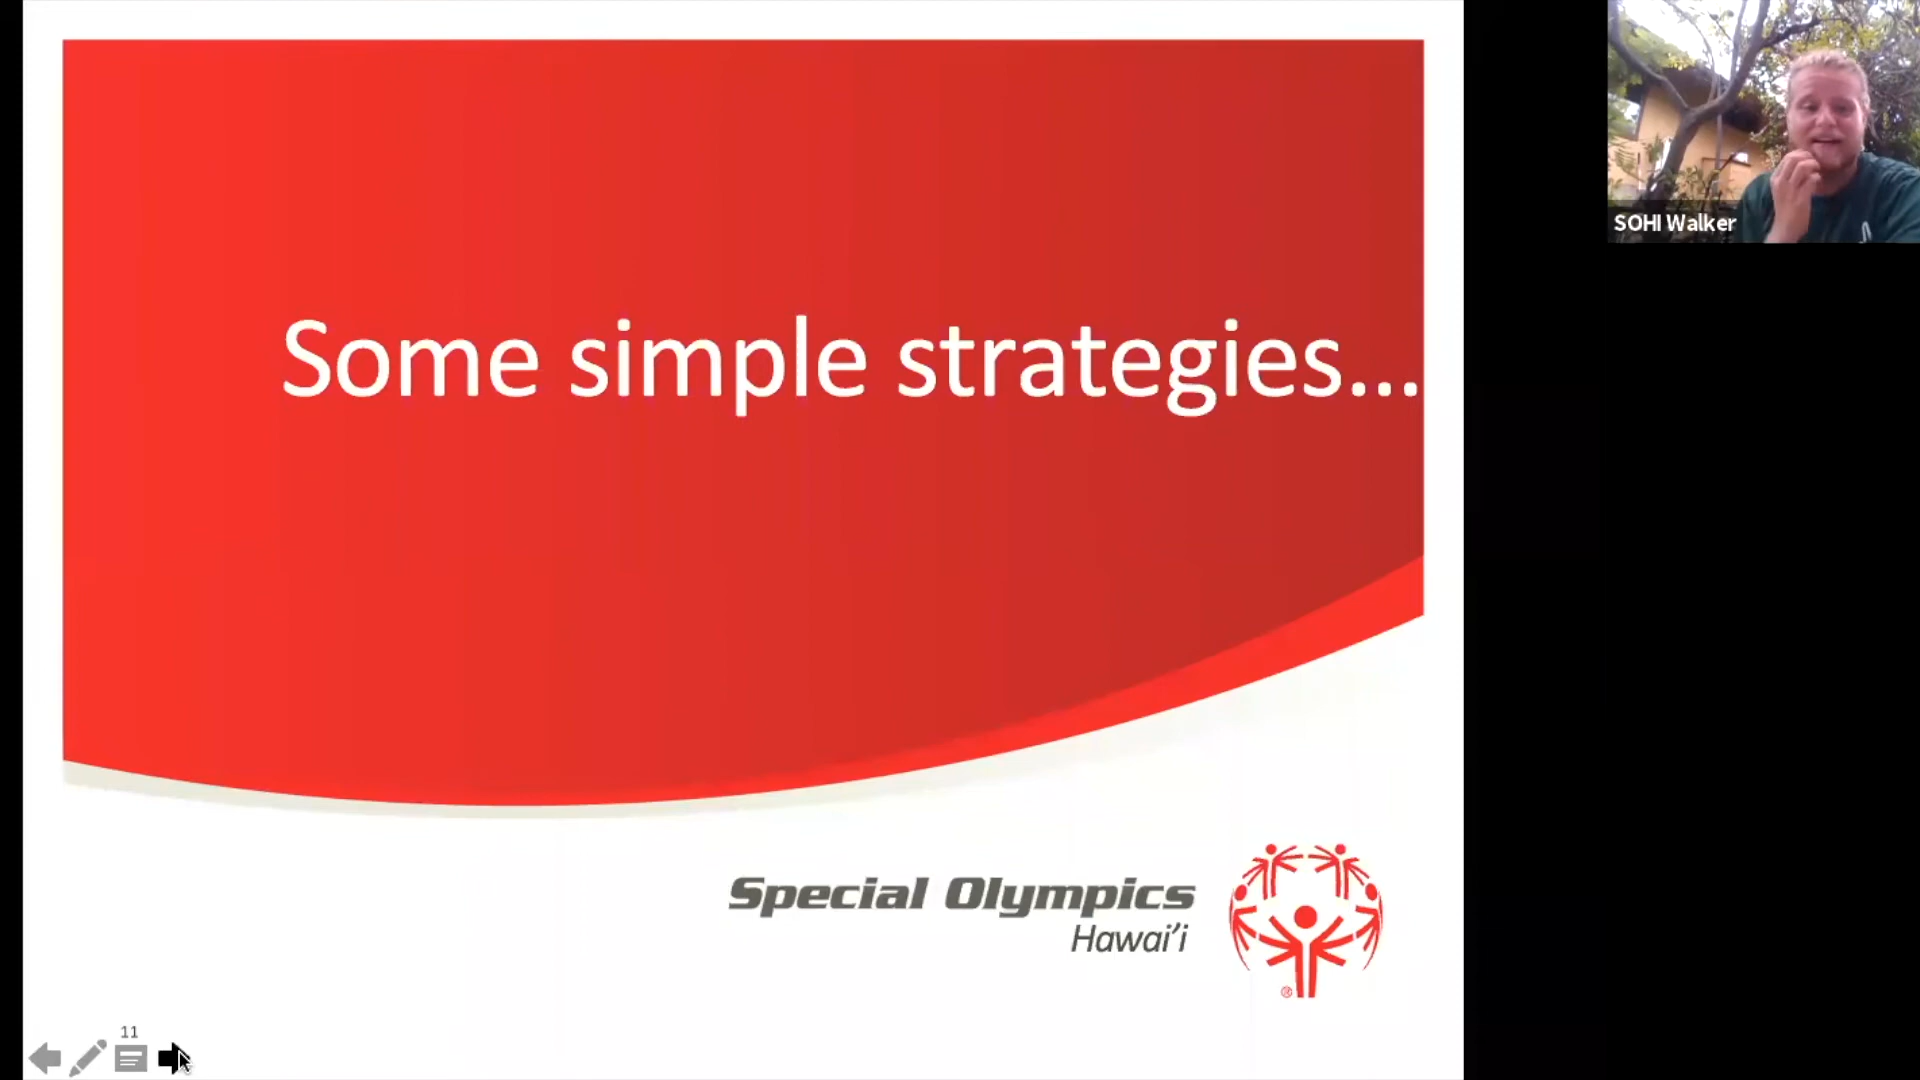 Some simple strategies...
SOHI Walker
Special Olympics
Hawai'i
®
11